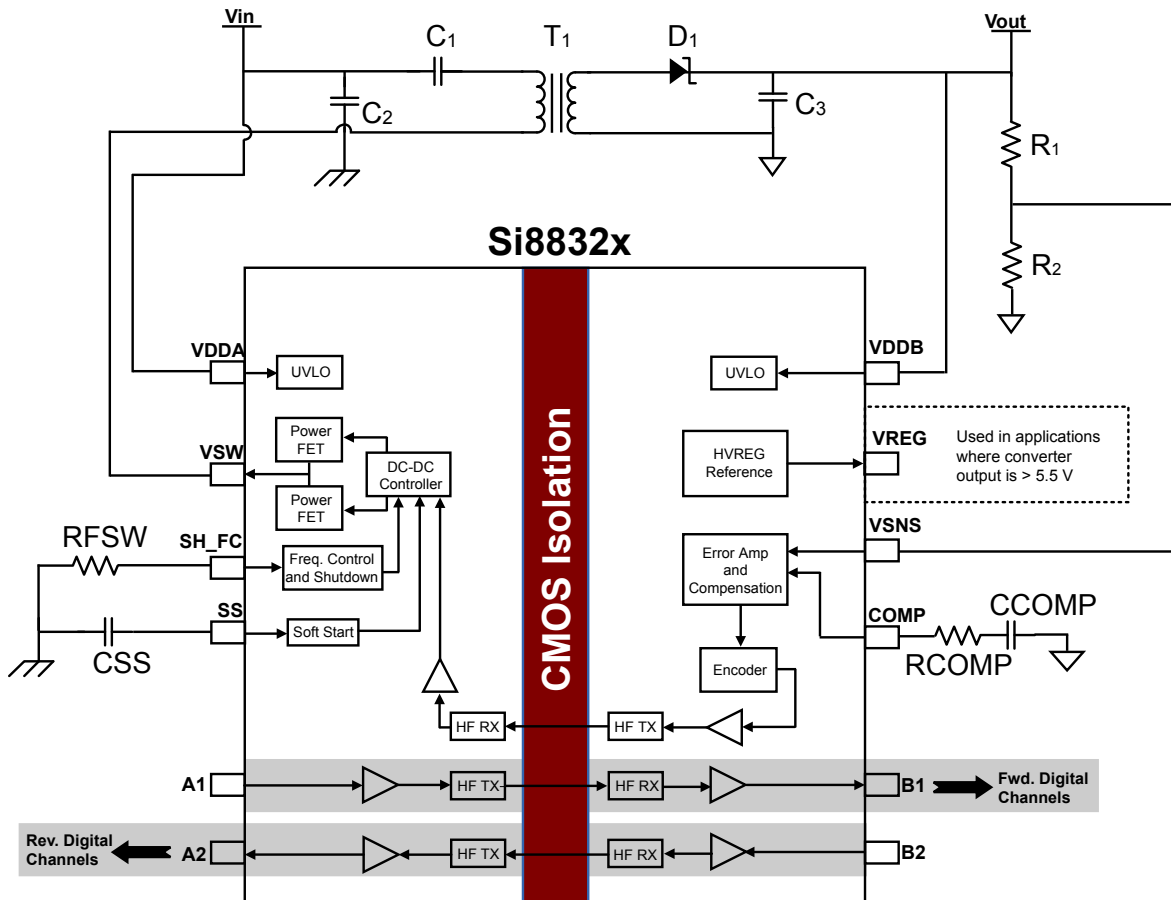 Vin
C1
T1
D1
Vout
C2
C3
R1
R2
Si8832x
VDDA
UVLO
UVLO
VDDB
VSW
Power
FET
DC-DC
Controller
Power
FET
HVREG
Reference
VREG
Used in applications
where converter
output is > 5.5 V
CMOS Isolation
RFSW
SH_FC
Freq. Control
and Shutdown
Error Amp
and
Compensation
VSNS
SS
Soft Start
CSS
COMP
CCOMP
RCOMP
Encoder
HF RX
HF TX
A1
HF TX
HF RX
B1
Fwd. Digital
Channels
Rev. Digital
Channels
A2
HF TX
HF RX
B2